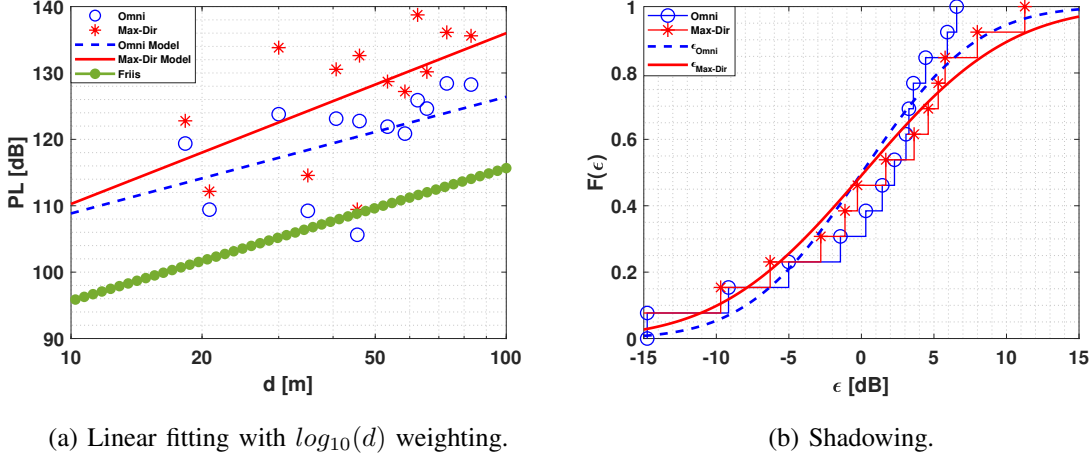 140
130
120
110
100
90
PL [dB]
Omni
Max-Dir
Omni Model
Max-Dir Model
Friis
10
20
50
100
d [m]
1
0.8
0.6
0.4
0.2
0
F(ϵ)
Omni
Max-Dir
ϵOmni
ϵMax-Dir
-15
-10
-5
0
5
10
15
ϵ [dB]
(a) Linear fitting with log10(d) weighting.
(b) Shadowing.